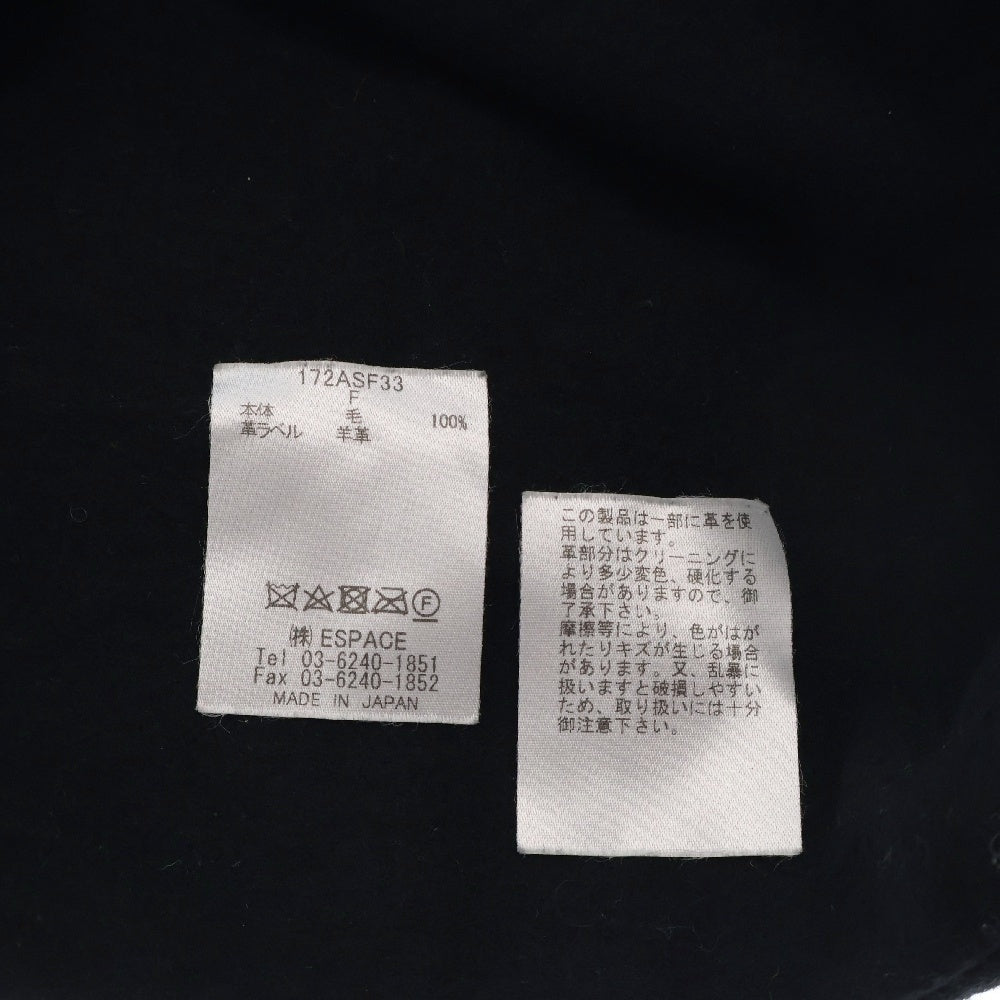 172ASF33
F
本体 毛 100%
革ラベル 羊革
F
㈱ ESPACE
Tel 03-6240-1851
Fax 03-6240-1852
MADE IN JAPAN
この製品は一部に革を使
用しています。
革部分はクリーニングに
より多少変色、硬化する
場合がありますので、御
了承下さい。
摩擦等により、色がはが
れたりキズが生じる場合
があります。又、乱暴に
扱いますと破損しやすい
ため、取り扱いには十分
御注意下さい。